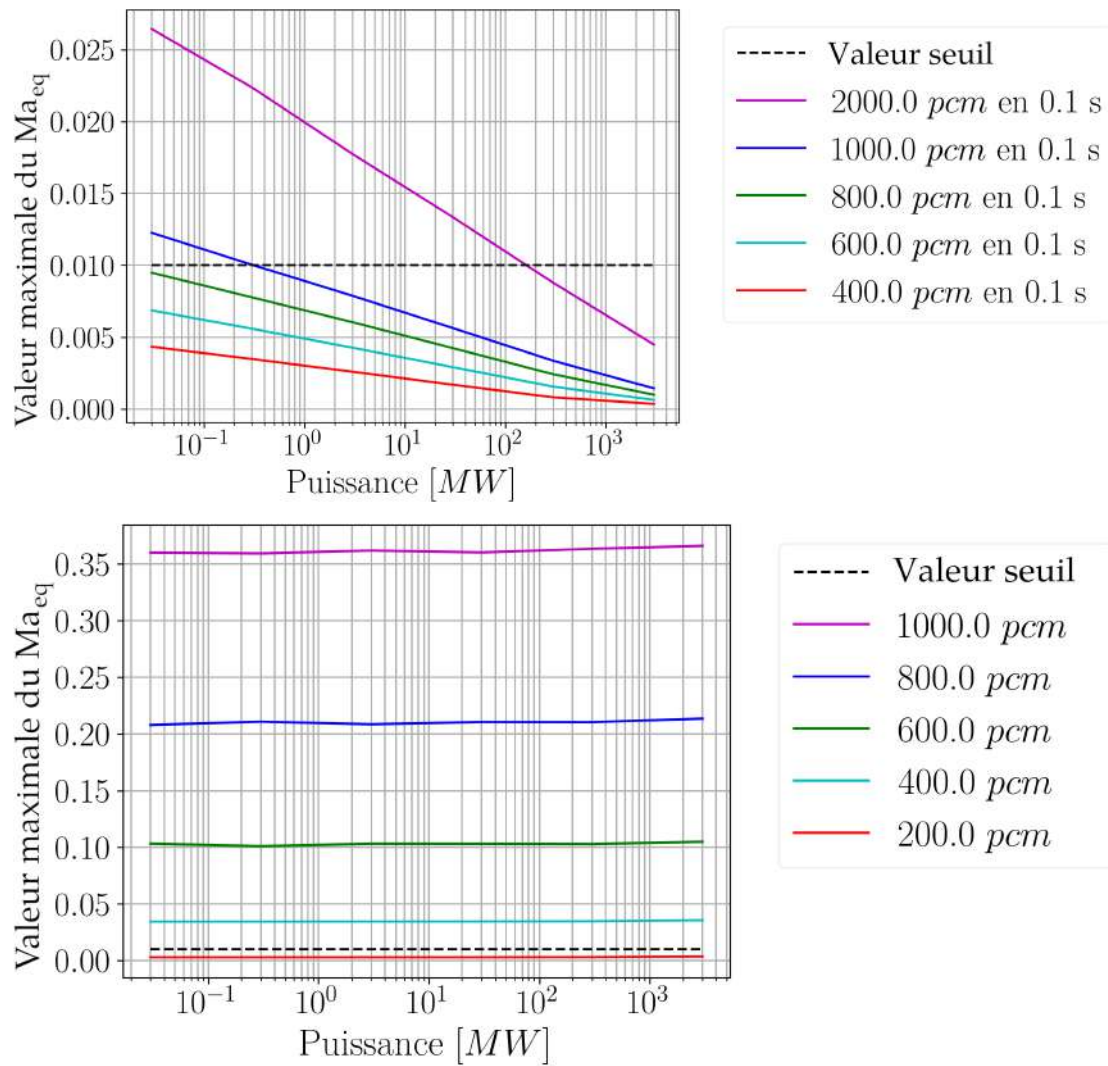 Valeur maximale du Ma_eq
0.025
0.020
0.015
0.010
0.005
0.000
10^-1 10^0 10^1 10^2 10^3
Puissance [MW]
Valeur seuil
2000.0 pcm en 0.1 s
1000.0 pcm en 0.1 s
800.0 pcm en 0.1 s
600.0 pcm en 0.1 s
400.0 pcm en 0.1 s
Valeur maximale du Ma_eq
0.35
0.30
0.25
0.20
0.15
0.10
0.05
0.00
10^-1 10^0 10^1 10^2 10^3
Puissance [MW]
Valeur seuil
1000.0 pcm
800.0 pcm
600.0 pcm
400.0 pcm
200.0 pcm